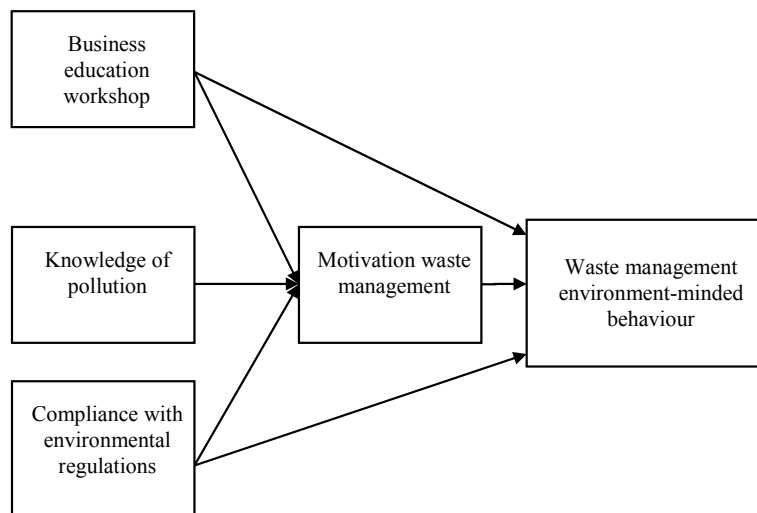 Business
education
workshop
Knowledge of
pollution
Motivation waste
management
Waste management
environment-minded
behaviour
Compliance with
environmental
regulations